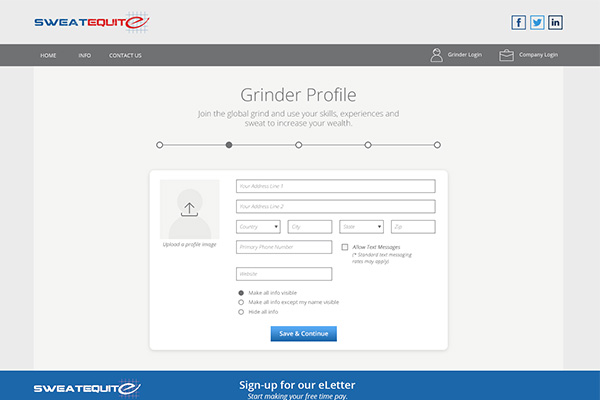 SWEATEQUITe
HOME INFO CONTACT US Grinder Login Company Login
Grinder Profile
Join the global grind and use your skills, experiences and
sweat to increase your wealth.
Your Address Line 1
Your Address Line 2
Country City State Zip
Upload a profile image
Primary Phone Number
Allow Text Messages
(* Standard text messaging
rates may apply)
Website
Make all info visible
Make all info except my name visible
Hide all info
Save & Continue
SWEATEQUITe
Sign-up for our eLetter
Start making your free time pay.